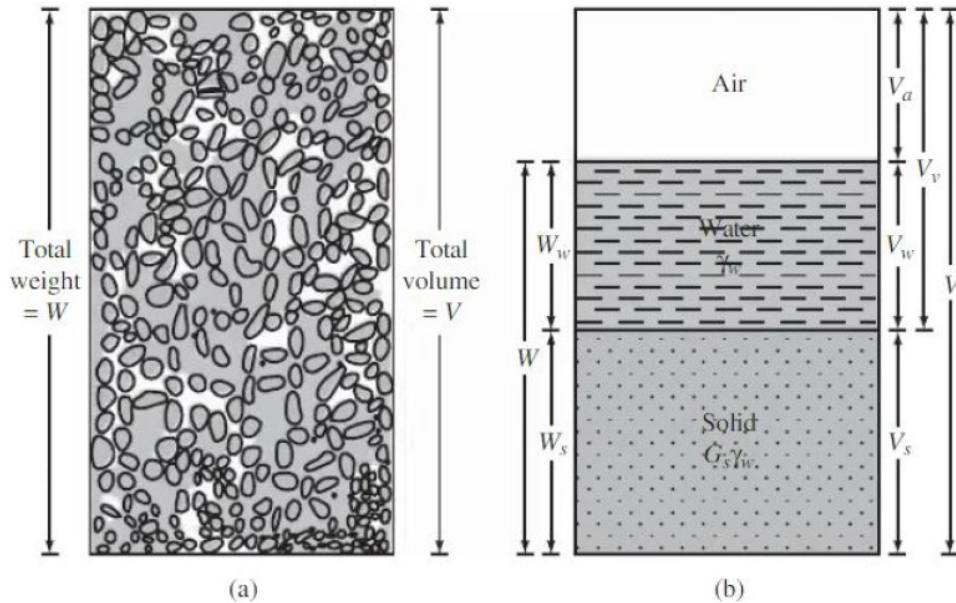 Total
weight
= W
Total
volume
= V
(a)
Air
Water
γw
Solid
Gsγw
Ww
W
Ws
Va
Vv
Vw
V
Vs
(b)